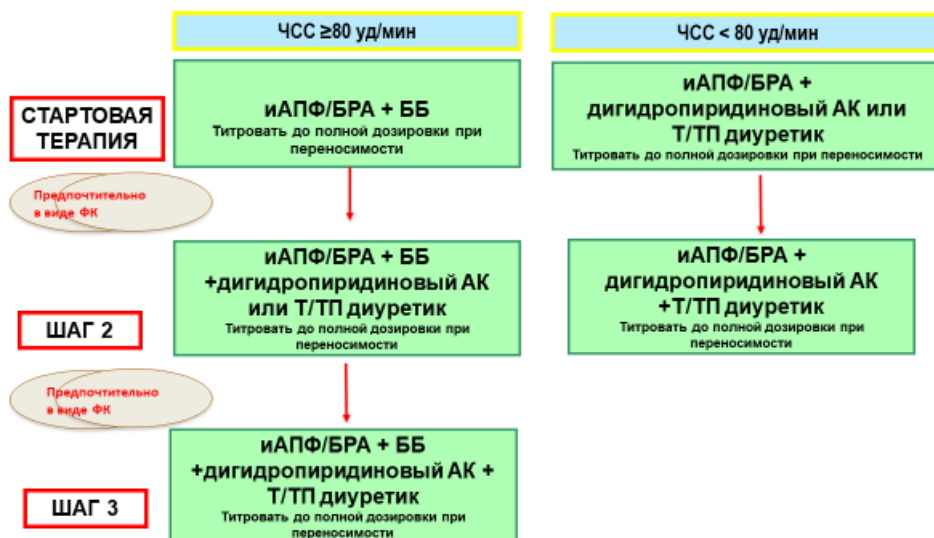 ЧСС ≥80 уд/мин
ЧСС < 80 уд/мин
СТАРТОВАЯ
ТЕРАПИЯ
иАПФ/БРА + ББ
Титровать до полной дозировки при
переносимости
иАПФ/БРА +
дигидропиридиновый АК или
Т/ТП диуретик
Титровать до полной дозировки при переносимости
Предпочтительно
в виде ФК
ШАГ 2
иАПФ/БРА + ББ
+дигидропиридиновый АК
или Т/ТП диуретик
Титровать до полной дозировки при
переносимости
иАПФ/БРА +
дигидропиридиновый АК
+Т/ТП диуретик
Титровать до полной дозировки при
переносимости
Предпочтительно
в виде ФК
ШАГ 3
иАПФ/БРА + ББ
+дигидропиридиновый АК +
Т/ТП диуретик
Титровать до полной дозировки при
переносимости